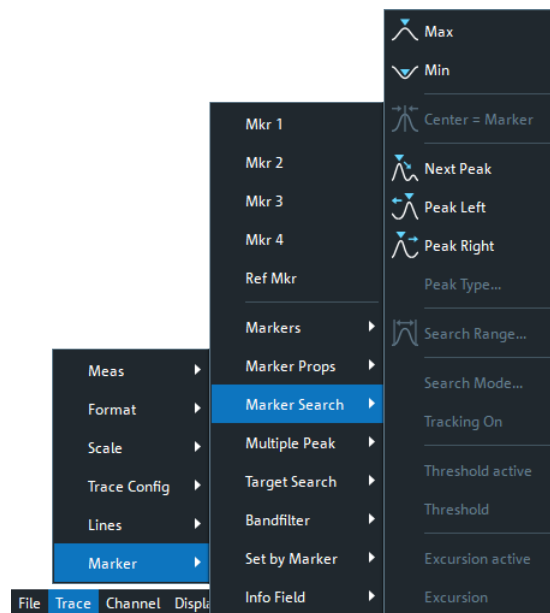 Max
Min
Center = Marker
Next Peak
Peak Left
Peak Right
Peak Type...
Search Range...
Search Mode...
Tracking On
Threshold active
Threshold
Excursion active
Excursion
Mkr 1
Mkr 2
Mkr 3
Mkr 4
Ref Mkr
Markers
Marker Props
Marker Search
Multiple Peak
Target Search
Bandfilter
Set by Marker
Info Field
Meas
Format
Scale
Trace Config
Lines
Marker
File Trace Channel Displa